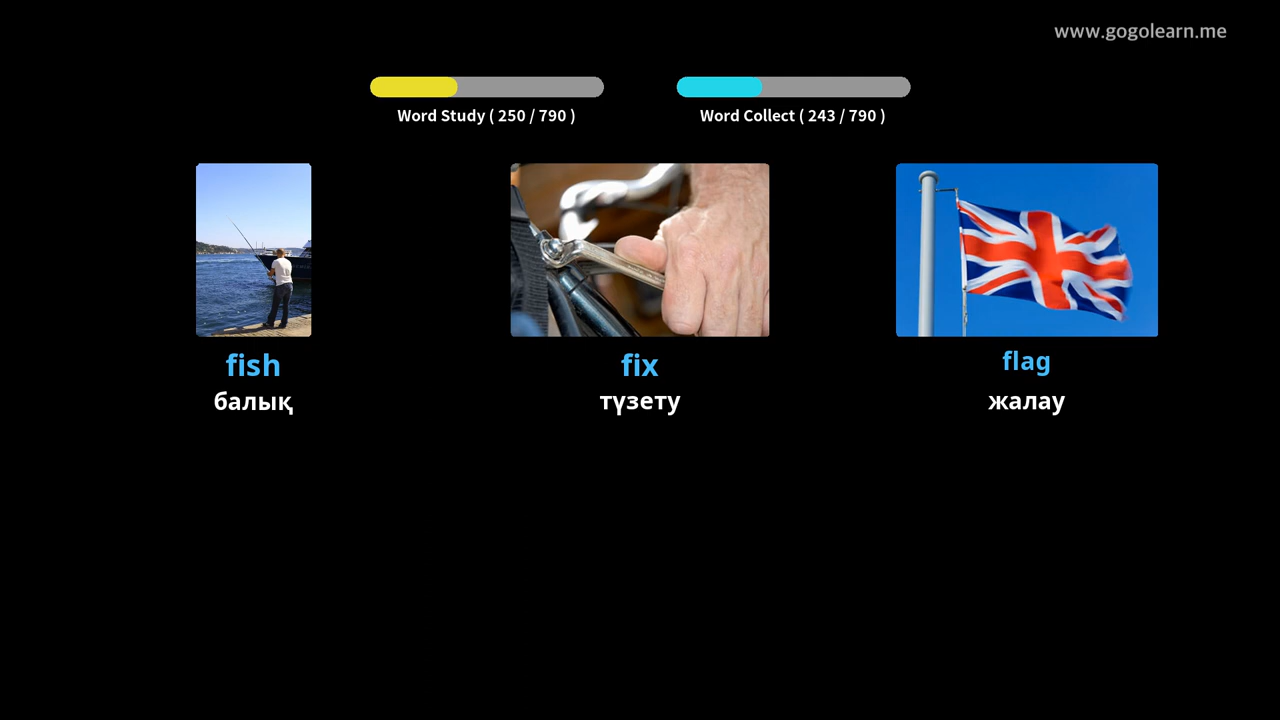 www.gogolearn.me
Word Study ( 250 / 790 )
Word Collect ( 243 / 790 )
fish
балық
fix
түзету
flag
жалау